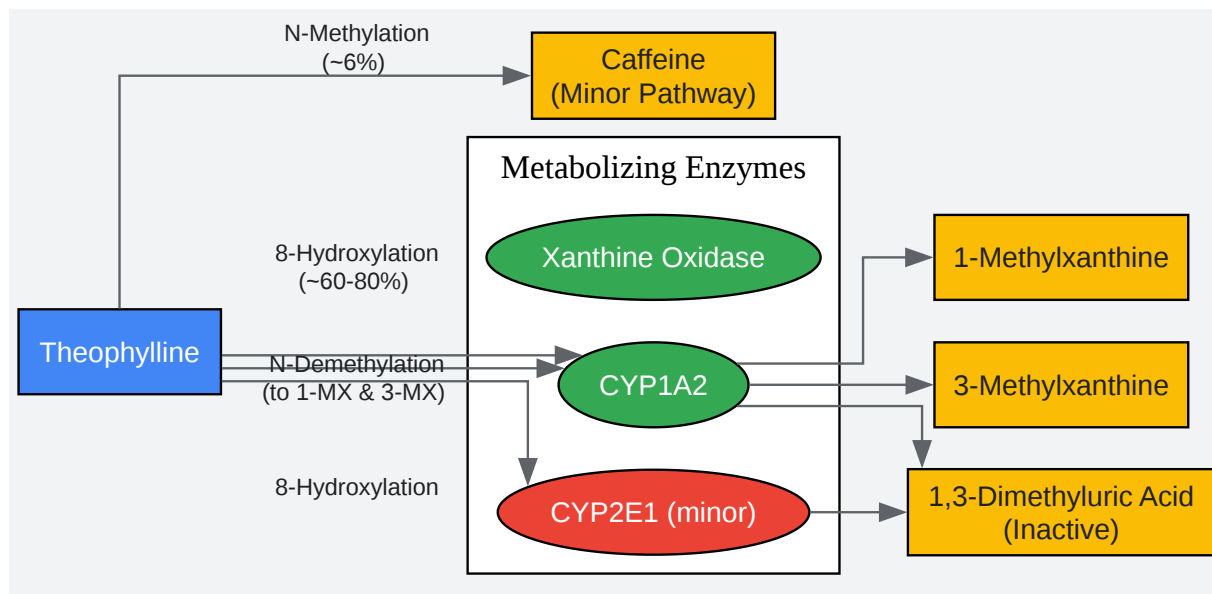 N-Methylation
(~6%)
Caffeine
(Minor Pathway)
Metabolizing Enzymes
8-Hydroxylation
(~60-80%)
Xanthine Oxidase
1-Methylxanthine
Theophylline
N-Demethylation
(to 1-MX & 3-MX)
CYP1A2
3-Methylxanthine
8-Hydroxylation
CYP2E1 (minor)
1,3-Dimethyluric Acid
(Inactive)